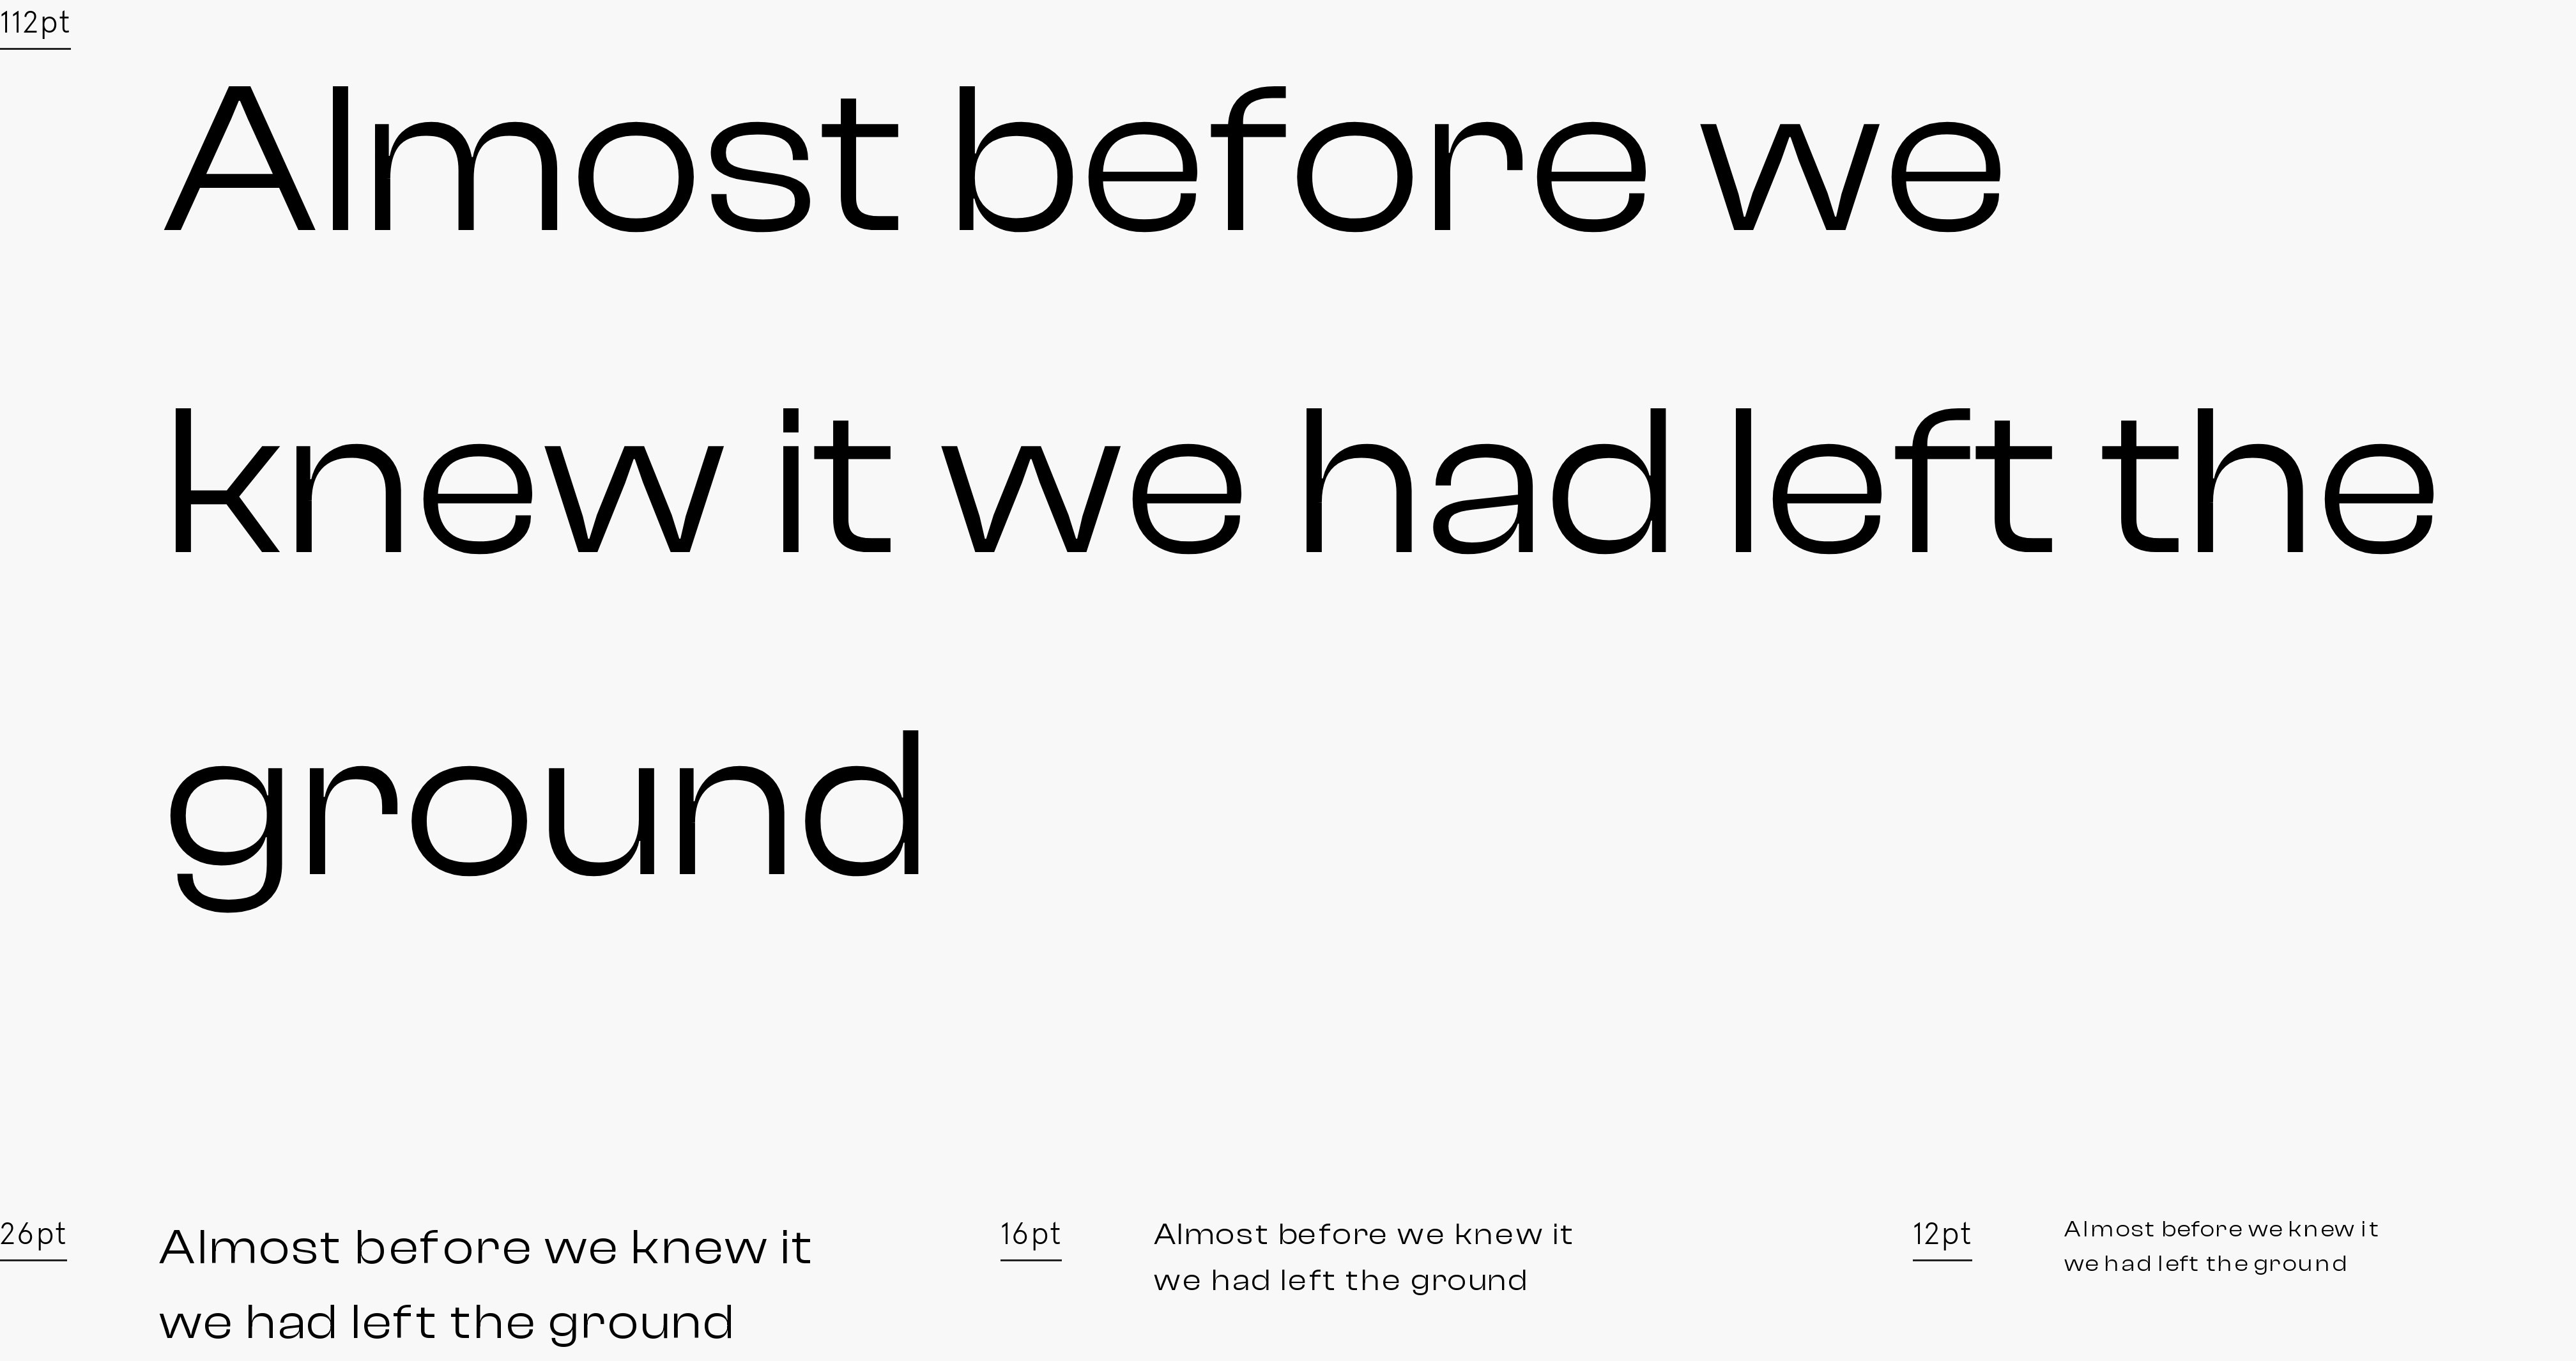 112pt
Almost before we
knew it we had left the
ground
26pt
Almost before we knew it
we had left the ground
16pt
Almost before we knew it
we had left the ground
12pt
Almost before we knew it
we had left the ground